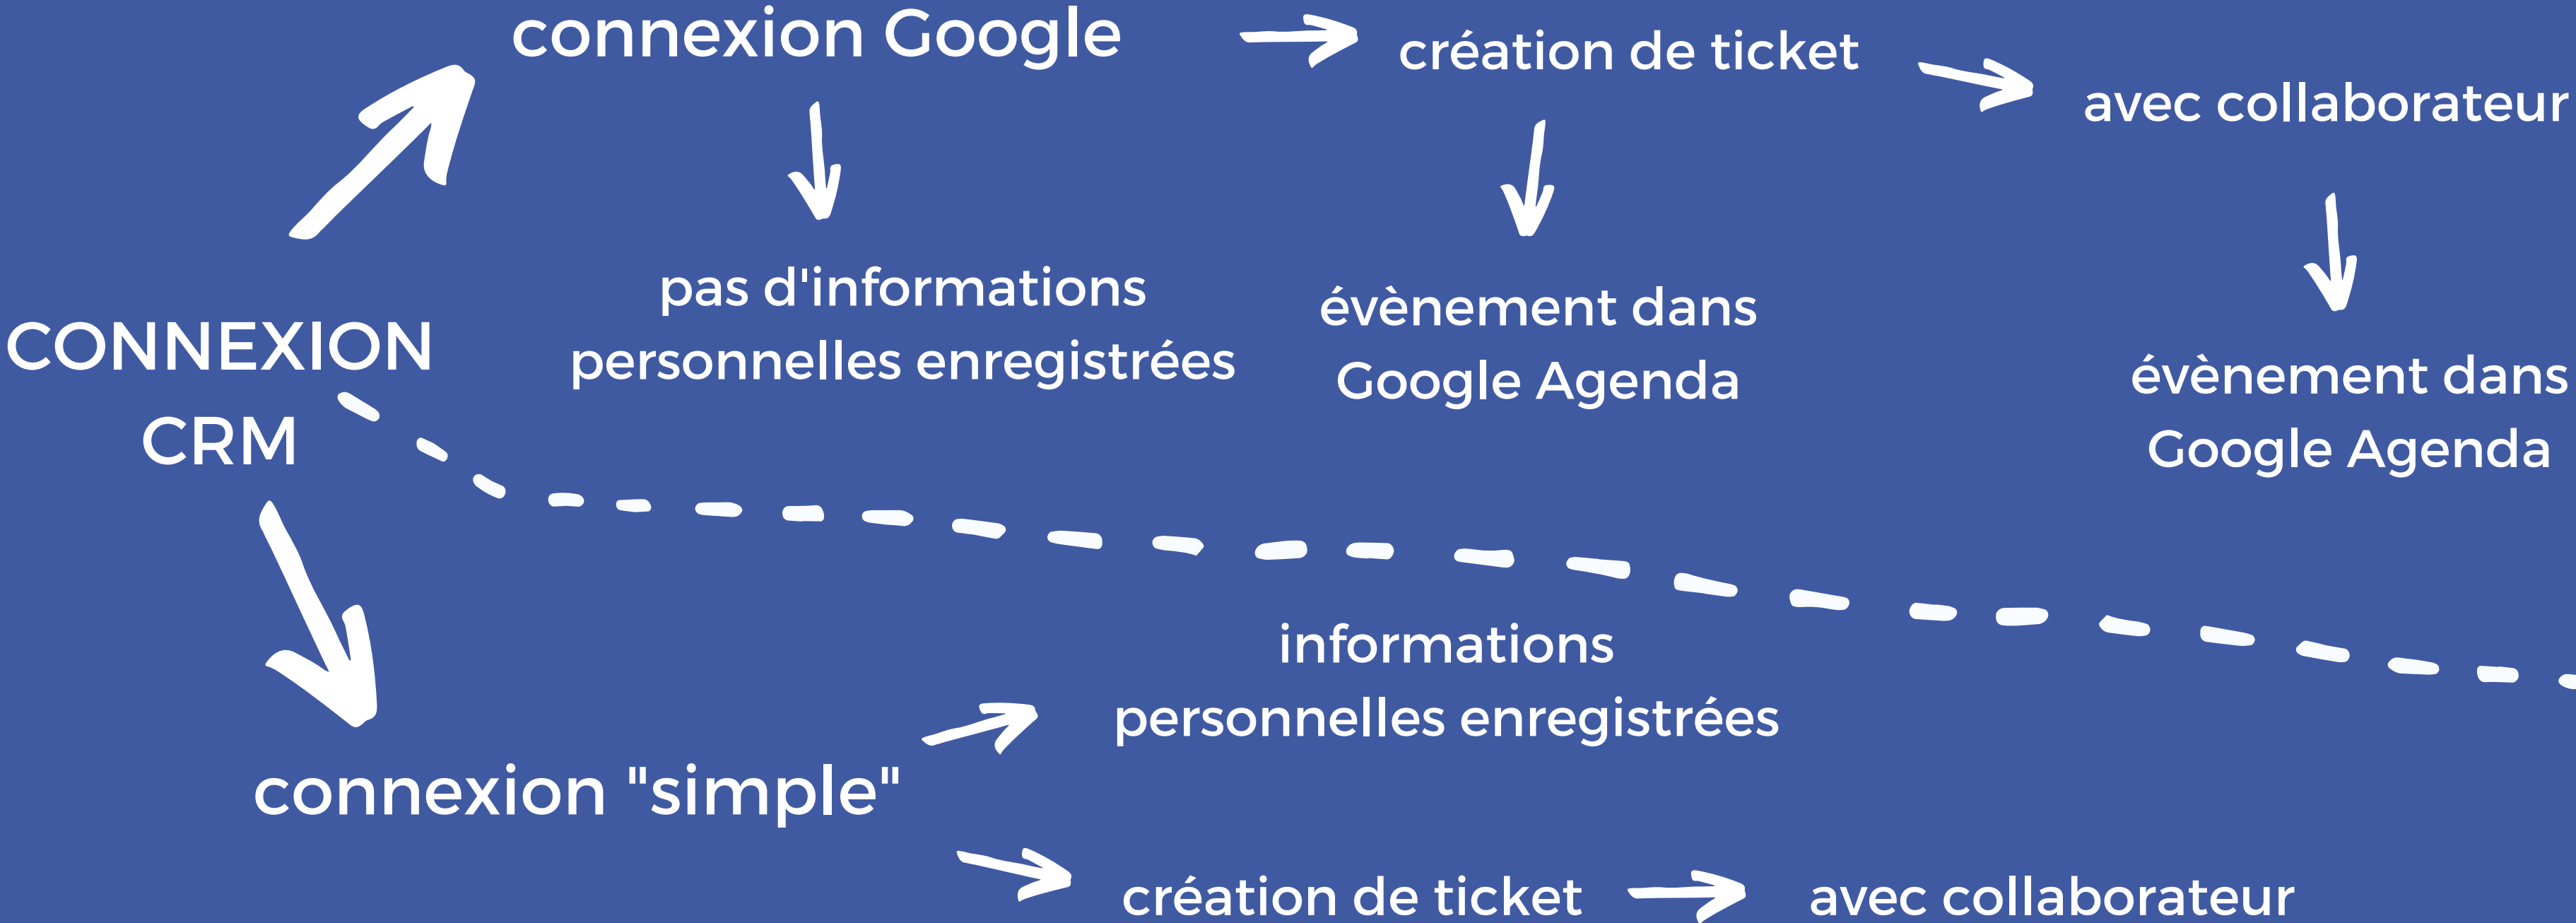 connexion Google
création de ticket
avec collaborateur
pas d'informations
personnelles enregistrées
évènement dans
Google Agenda
évènement dans
Google Agenda
CONNEXION
CRM
informations
personnelles enregistrées
connexion "simple"
création de ticket
avec collaborateur